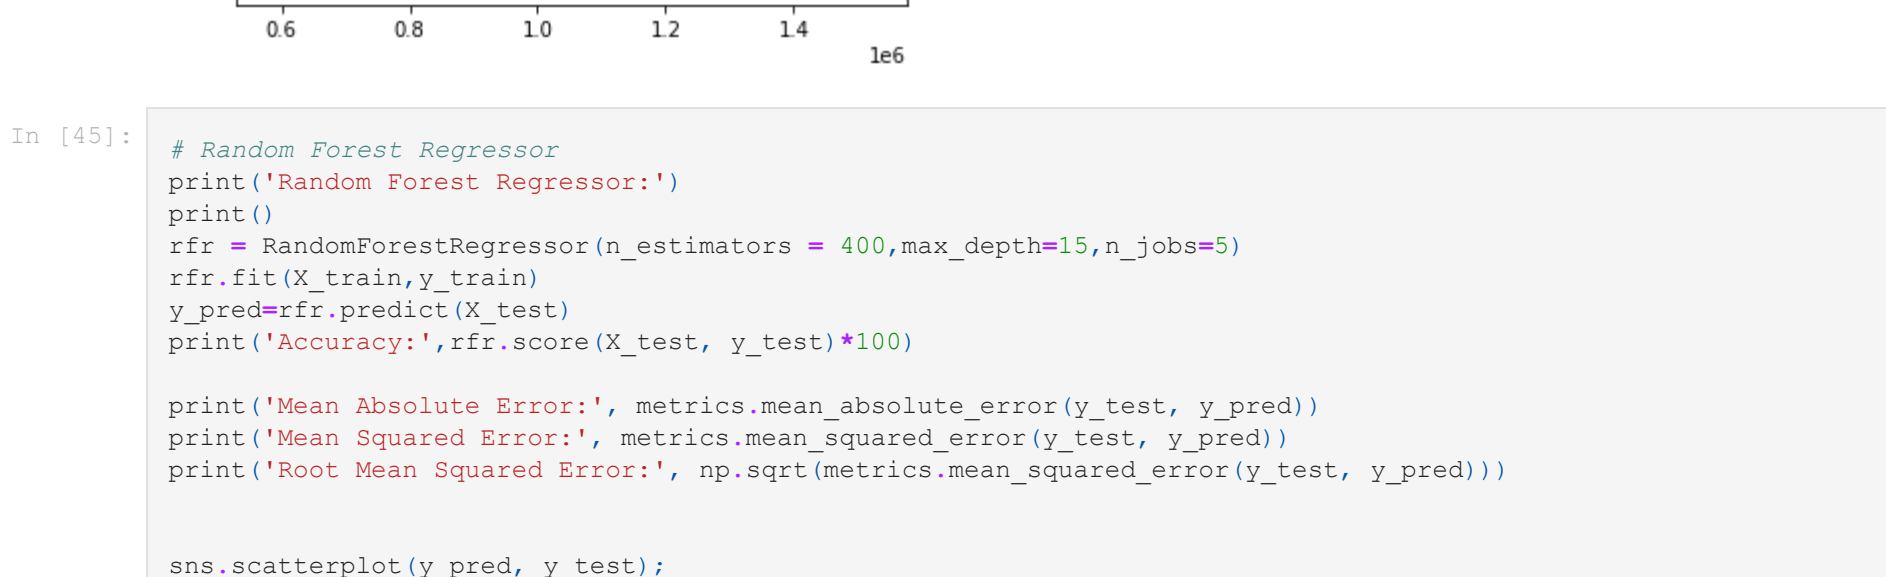 0.6 0.8 1.0 1.2 1.4
1e6
In [45]:
# Random Forest Regressor
print('Random Forest Regressor:')
print()
rfr = RandomForestRegressor(n_estimators = 400,max_depth=15,n_jobs=5)
rfr.fit(X_train,y_train)
y_pred=rfr.predict(X_test)
print('Accuracy:',rfr.score(X_test, y_test)*100)
print('Mean Absolute Error:', metrics.mean_absolute_error(y_test, y_pred))
print('Mean Squared Error:', metrics.mean_squared_error(y_test, y_pred))
print('Root Mean Squared Error:', np.sqrt(metrics.mean_squared_error(y_test, y_pred)))
sns.scatterplot(y_pred, y_test);